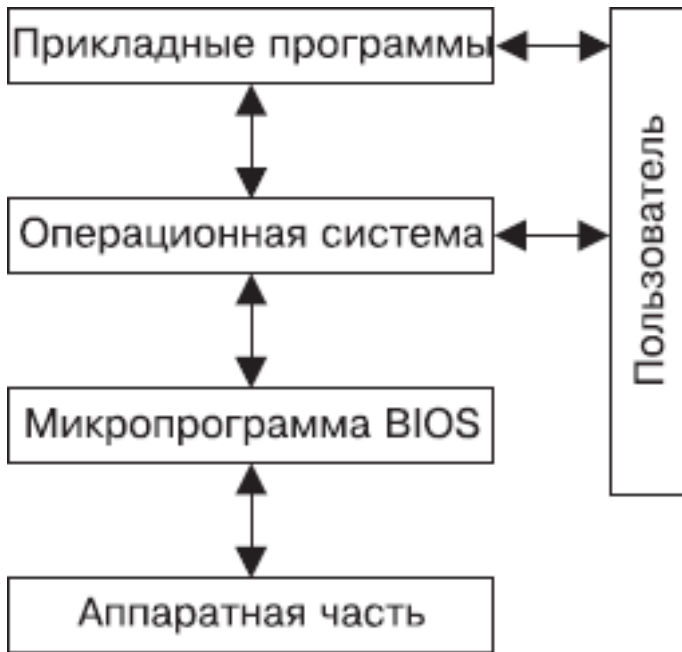 Прикладные программы
Операционная система
Микропрограмма BIOS
Аппаратная часть
Пользователь